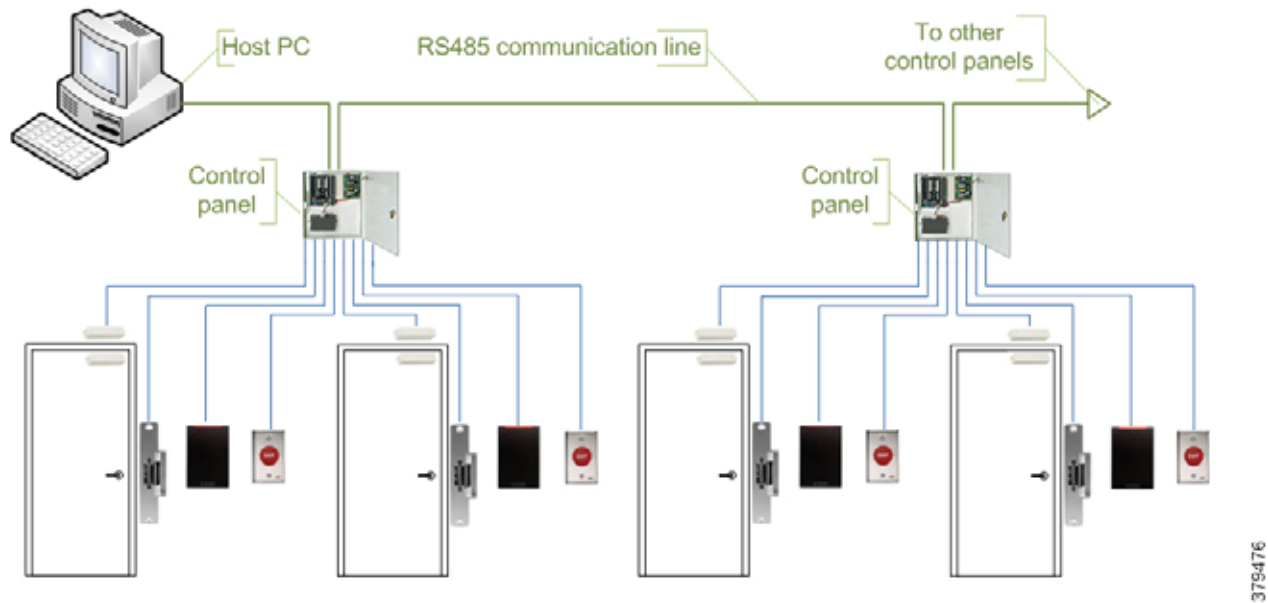 Host PC
RS485 communication line
To other
control panels
Control
panel
Control
panel
379476